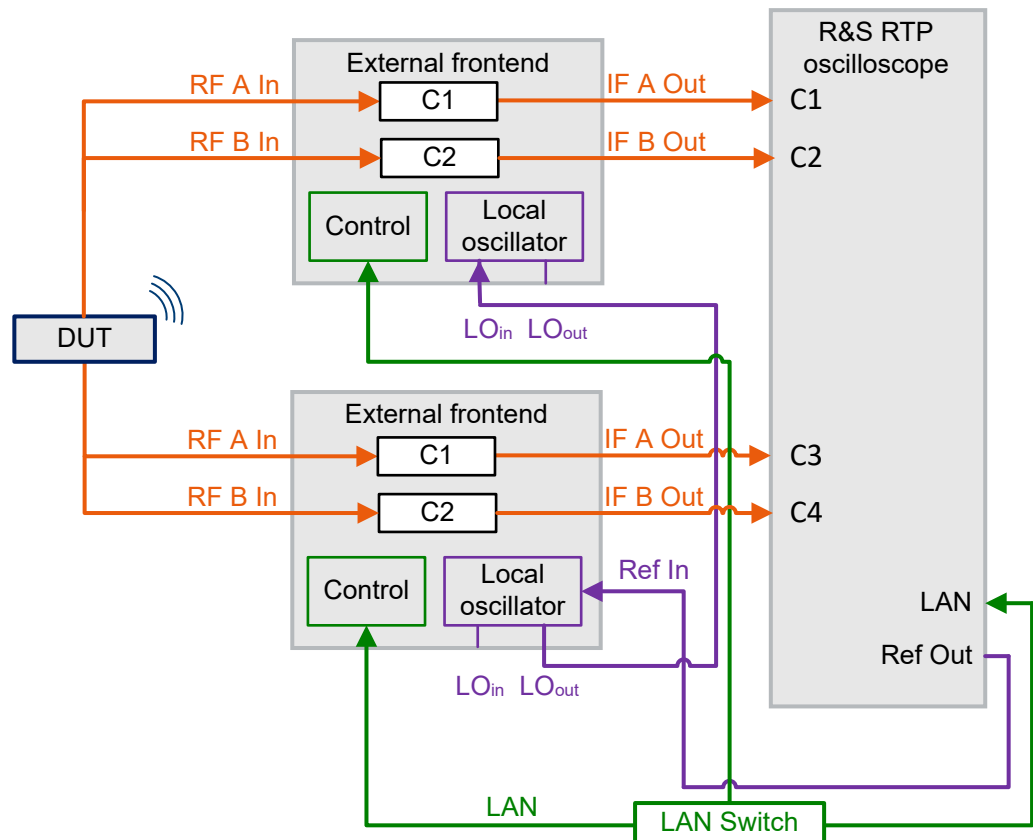 R&S RTP
oscilloscope
External frontend
RF A In
C1
IF A Out
C1
RF B In
C2
IF B Out
C2
Control
Local
oscillator
LOin LOout
DUT
External frontend
RF A In
C1
IF A Out
C3
RF B In
C2
IF B Out
C4
Control
Local
oscillator
Ref In
LAN
Ref Out
LOin LOout
LAN
LAN Switch